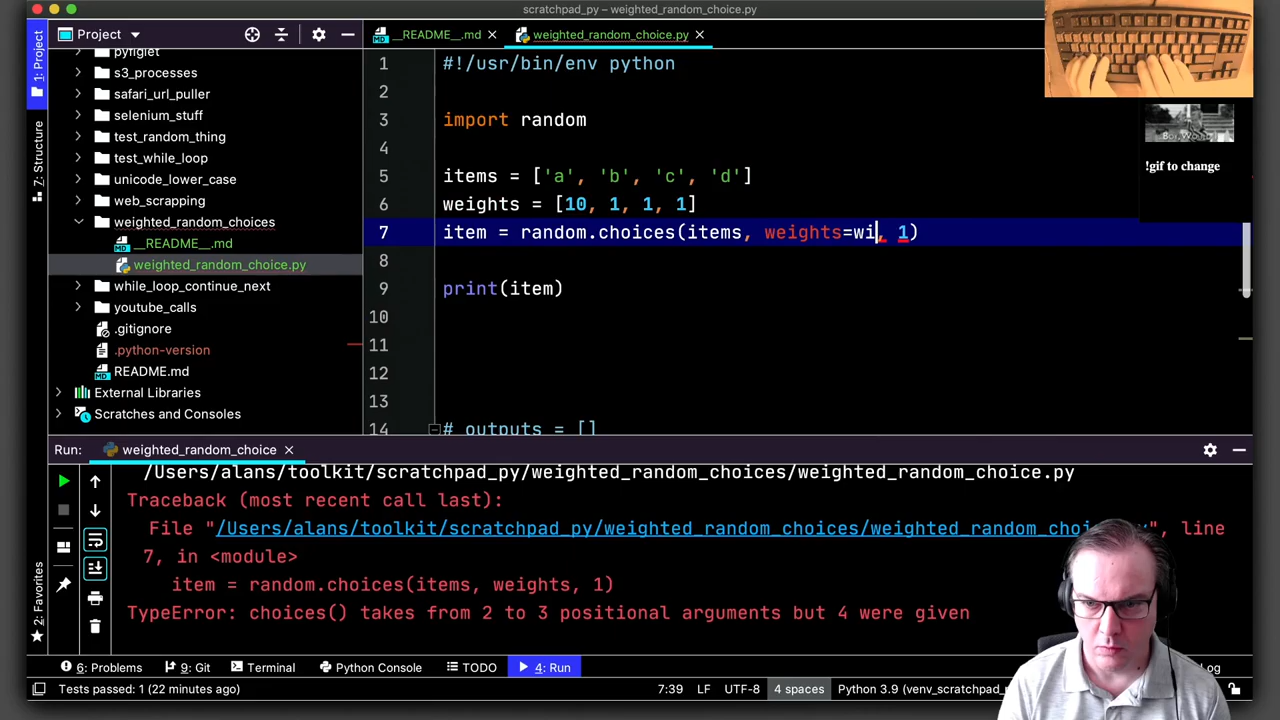 scratchpad_py – weighted_random_choice.py
Project
__README__.md
weighted_random_choice.py
1: Project
7: Structure
2: Favorites
pyfiglet
s3_processes
safari_url_puller
selenium_stuff
test_random_thing
test_while_loop
unicode_lower_case
web_scrapping
weighted_random_choices
__README__.md
weighted_random_choice.py
while_loop_continue_next
youtube_calls
.gitignore
.python-version
README.md
External Libraries
Scratches and Consoles
1 #!/usr/bin/env python
2
3 import random
4
5 items = ['a', 'b', 'c', 'd']
6 weights = [10, 1, 1, 1]
7 item = random.choices(items, weights=wi, 1)
8
9 print(item)
10
11
12
13
14 # outputs = []
!gif to change
Run: weighted_random_choice
/Users/alans/toolkit/scratchpad_py/weighted_random_choices/weighted_random_choice.py
Traceback (most recent call last):
File "/Users/alans/toolkit/scratchpad_py/weighted_random_choices/weighted_random_cho", line
7, in <module>
item = random.choices(items, weights, 1)
TypeError: choices() takes from 2 to 3 positional arguments but 4 were given
6: Problems 9: Git Terminal Python Console TODO 4: Run Log
Tests passed: 1 (22 minutes ago) 7:39 LF UTF-8 4 spaces Python 3.9 (venv_scratchpad_